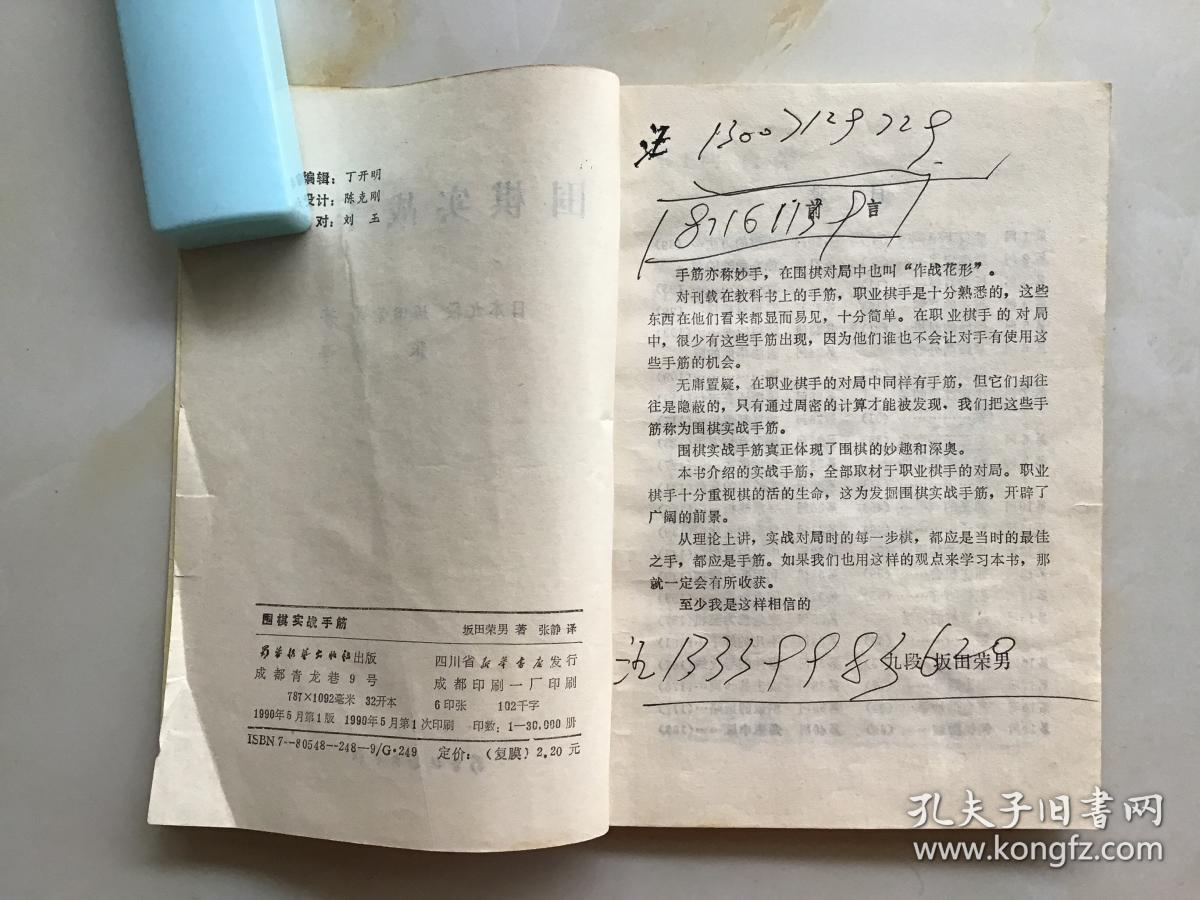 编辑：丁开明
设计：陈克刚
对：刘 玉
围棋实战手筋
坂田荣男 著 张静 译
蜀蓉棋艺出版社出版
四川省新华书店发行
成都青龙巷9号
成都印刷一厂印刷
787×1092毫米 32开本
6印张 102千字
1990年5月第1版 1990年5月第1次印刷 印数：1—30,000册
ISBN7--80548--248--9/G·249 定价：（复膜）2.20元
前言
手筋亦称妙手，在围棋对局中也叫“作战花形”。
对刊载在教科书上的手筋，职业棋手是十分熟悉的，这些
东西在他们看来都显而易见，十分简单。在职业棋手的对局
中，很少有这些手筋出现，因为他们谁也不会让对手有使用这
些手筋的机会。
无庸置疑，在职业棋手的对局中同样有手筋，但它们却往
往是隐蔽的，只有通过周密的计算才能被发现，我们把这些手
筋称为围棋实战手筋。
围棋实战手筋真正体现了围棋的妙趣和深奥。
本书介绍的实战手筋，全部取材于职业棋手的对局。职业
棋手十分重视棋的活的生命，这为发掘围棋实战手筋，开辟了
广阔的前景。
从理论上讲，实战对局时的每一步棋，都应是当时的最佳
之手，都应是手筋。如果我们也用这样的观点来学习本书，那
就一定会有所收获。
至少我是这样相信的
九段 坂田荣男
孔夫子旧书网
www.kongfz.com